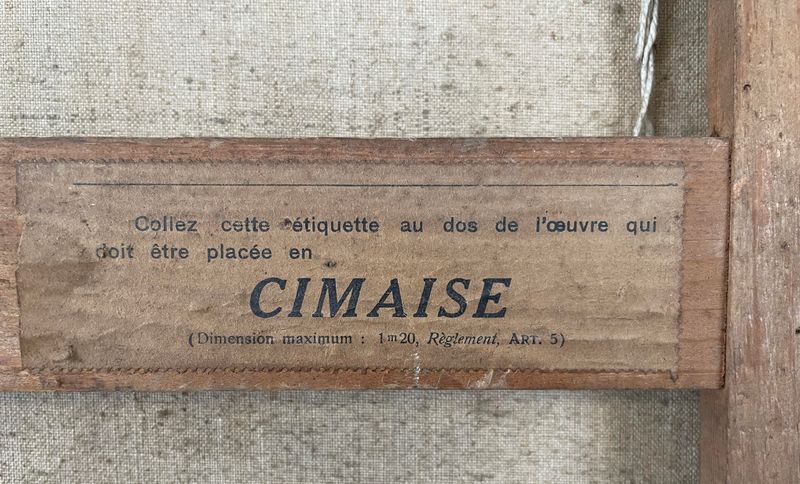 Collez cette étiquette au dos de l'œuvre qui
doit être placée en
CIMAISE
(Dimension maximum : 1m20, Règlement, ART. 5)